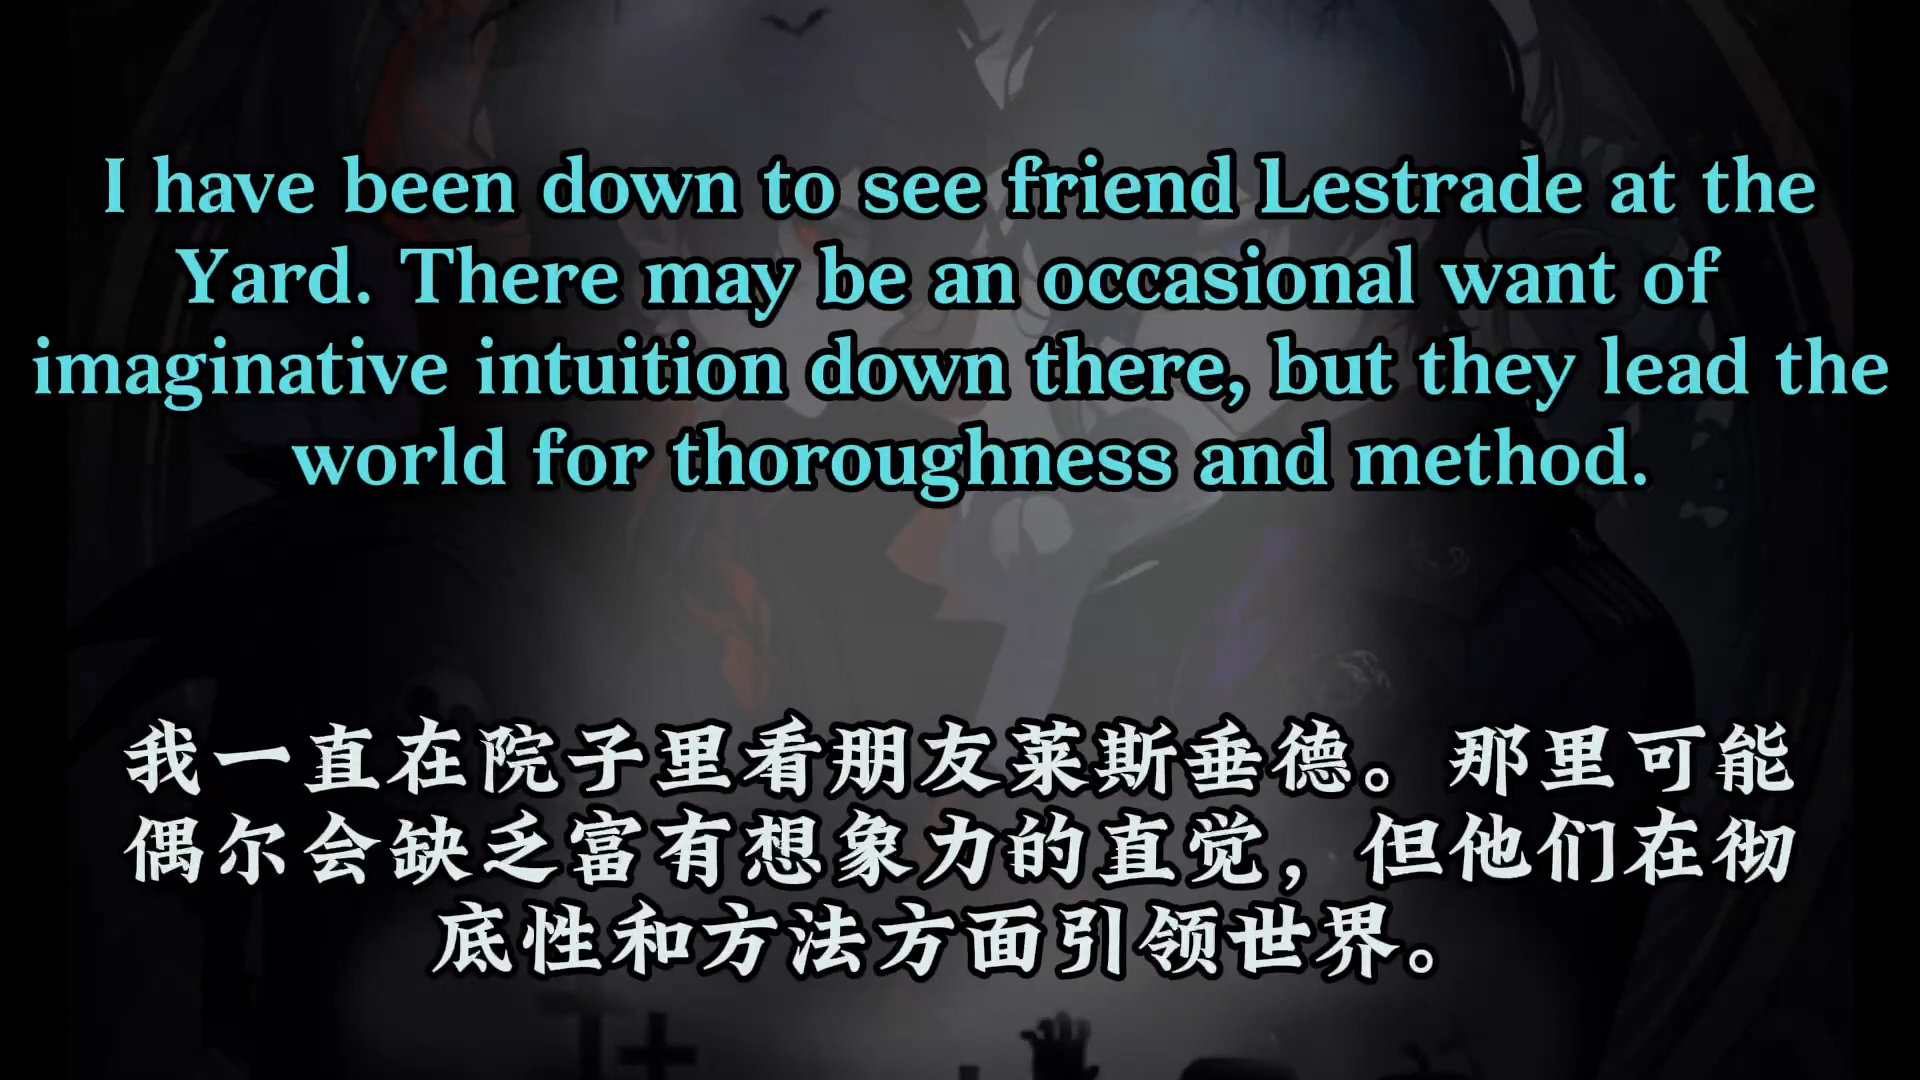 I have been down to see friend Lestrade at the
Yard. There may be an occasional want of
imaginative intuition down there, but they lead the
world for thoroughness and method.
我一直在院子里看朋友莱斯垂德。那里可能
偶尔会缺乏富有想象力的直觉，但他们在彻
底性和方法方面引领世界。